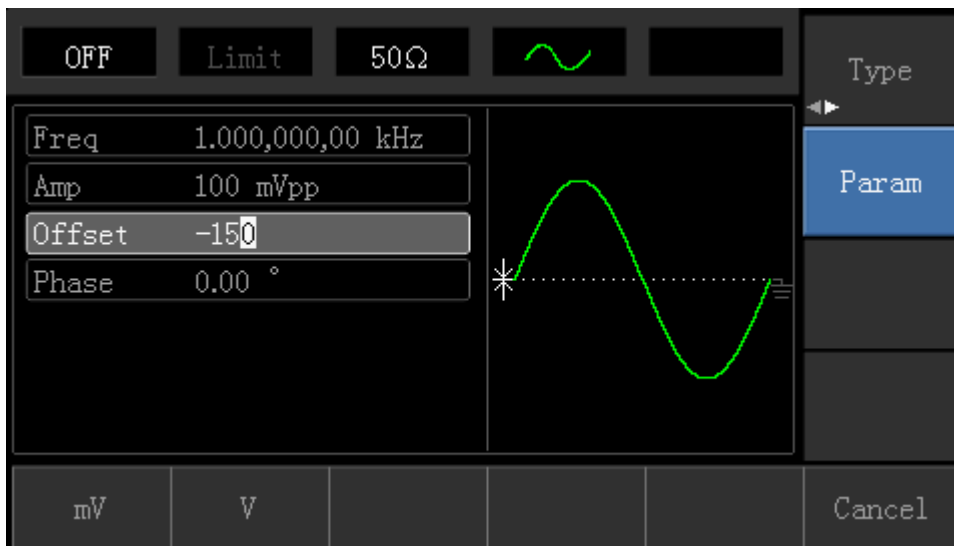 OFF Limit 50Ω
Type
Freq 1.000,000,00 kHz
Amp 100 mVpp
Param
Offset -150
Phase 0.00 °
mV V Cancel